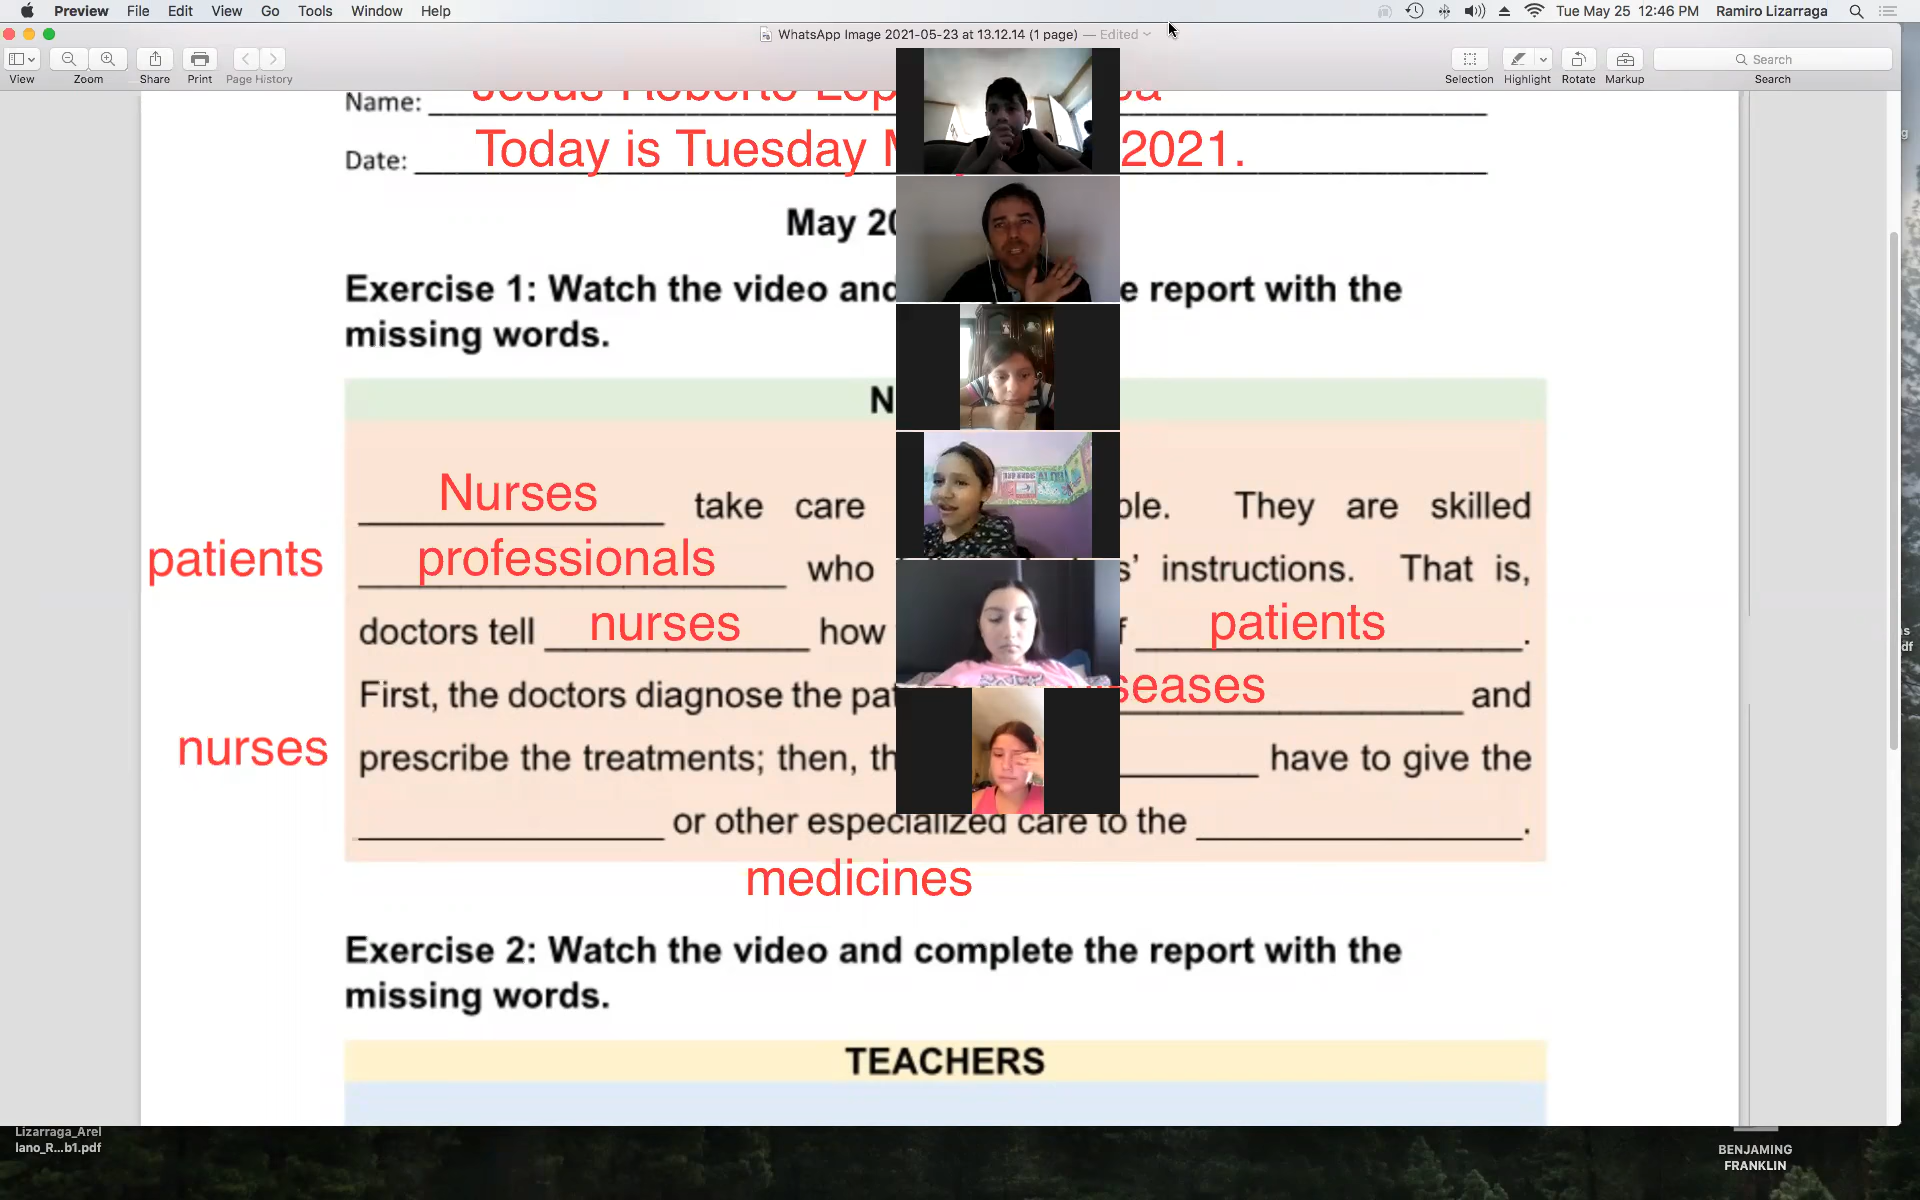 Preview File Edit View Go Tools Window Help
Tue May 25 12:46 PM Ramiro Lizarraga
WhatsApp Image 2021-05-23 at 13.12.14 (1 page) — Edited
View Zoom Share Print Page History Selection Highlight Rotate Markup Search
Search
Name: Jesus Roberto
Date: Today is Tuesday 2021.
May
Exercise 1: Watch the video and report with the
missing words.
Nurses take care They are skilled
patients professionals who instructions. That is,
doctors tell nurses how patients.
First, the doctors diagnose the and
nurses prescribe the treatments; then, have to give the
or other especialized care to the .
medicines
Exercise 2: Watch the video and complete the report with the
missing words.
TEACHERS
Lizarraga_Arel
lano_R...b1.pdf
BENJAMING
FRANKLIN